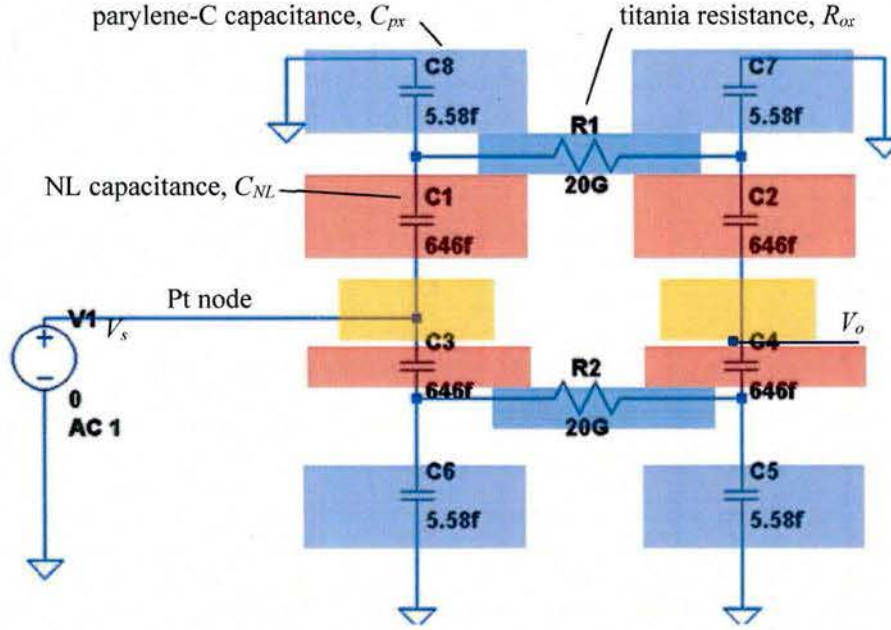 parylene-C capacitance, Cpx
titania resistance, Rox
C8
C7
5.58f
5.58f
R1
20G
NL capacitance, CNL
C1
C2
646f
646f
Pt node
V1
Vs
Vo
C3
C4
R2
646f
646f
0
20G
AC 1
C6
C5
5.58f
5.58f